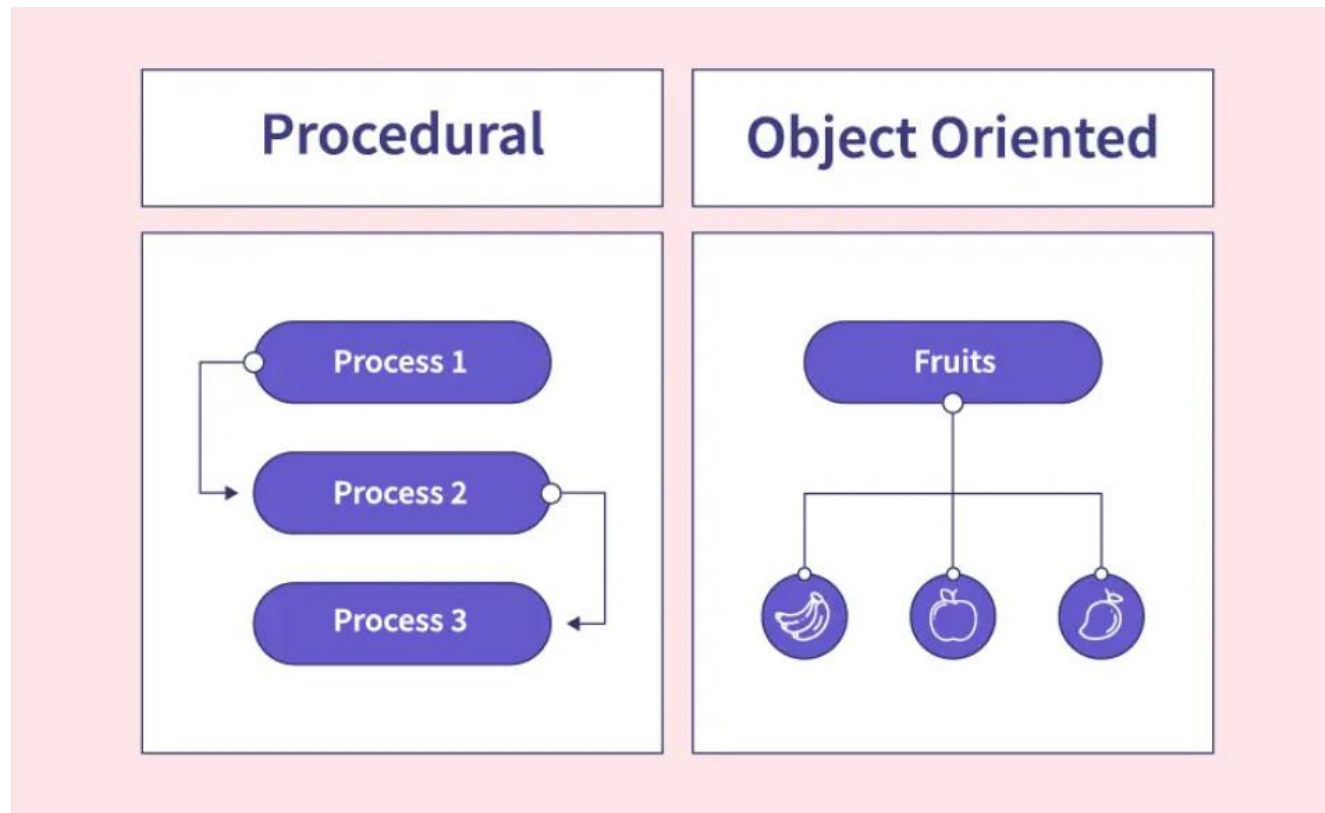 Procedural
Object Oriented
Process 1
Process 2
Process 3
Fruits